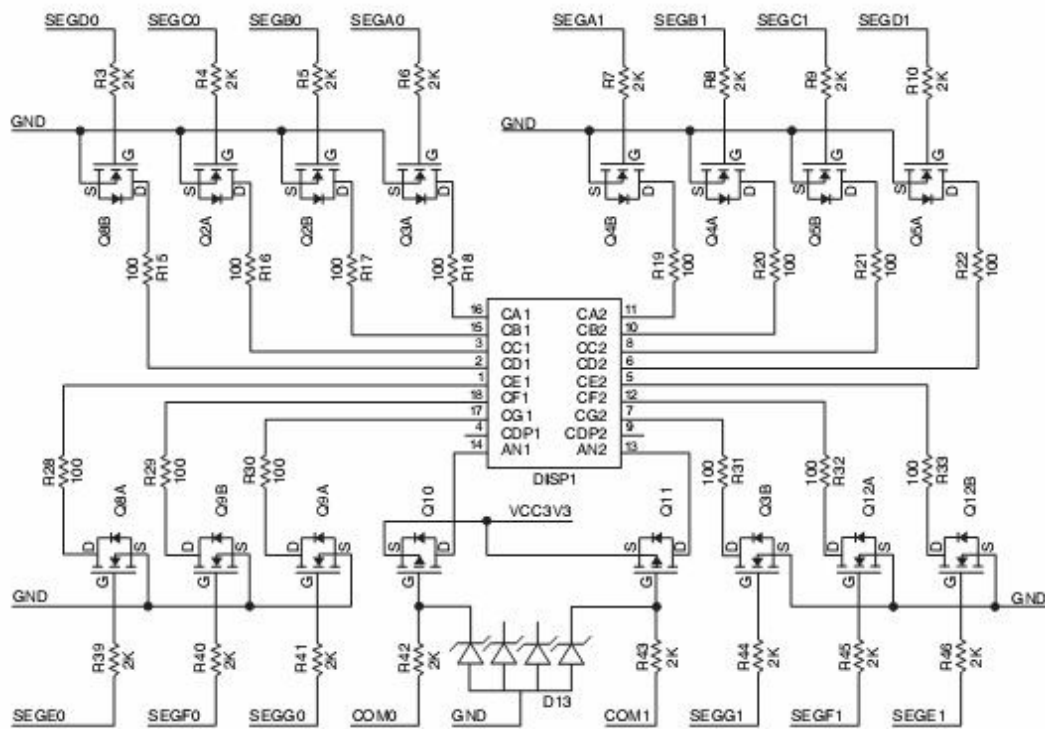 SEGD0 SEGC0 SEGB0 SEGA0 SEGA1 SEGB1 SEGC1 SEGD1
R3 2K R4 2K R5 2K R6 2K R7 2K R8 2K R9 2K R10 2K
GND GND
G G G G G G G G
S D S D S D S D S D S D S D S D
Q8B Q2A Q2B Q3A Q4B Q4A Q5B Q5A
100 R15 100 R16 100 R17 100 R18 R19 100 R20 100 R21 100 R22 100
16 CA1 CA2 11
15 CB1 CB2 10
3 CC1 CC2 8
2 CD1 CD2 6
1 CE1 CE2 5
18 CF1 CF2 12
17 CG1 CG2 7
4 CDP1 CDP2 9
14 AN1 AN2 13
DISP1
R28 100 R29 100 R30 100 100 R31 100 R32 100 R33
Q8A Q9B Q9A Q10 VCC3V3 Q11 Q3B Q12A Q12B
D S D S D S S D S D D S D S D S
G G G G G G G G
GND GND
R39 2K R40 2K R41 2K R42 2K R43 2K R44 2K R45 2K R46 2K
D13
SEGE0 SEGF0 SEGG0 COM0 GND COM1 SEGG1 SEGF1 SEGE1